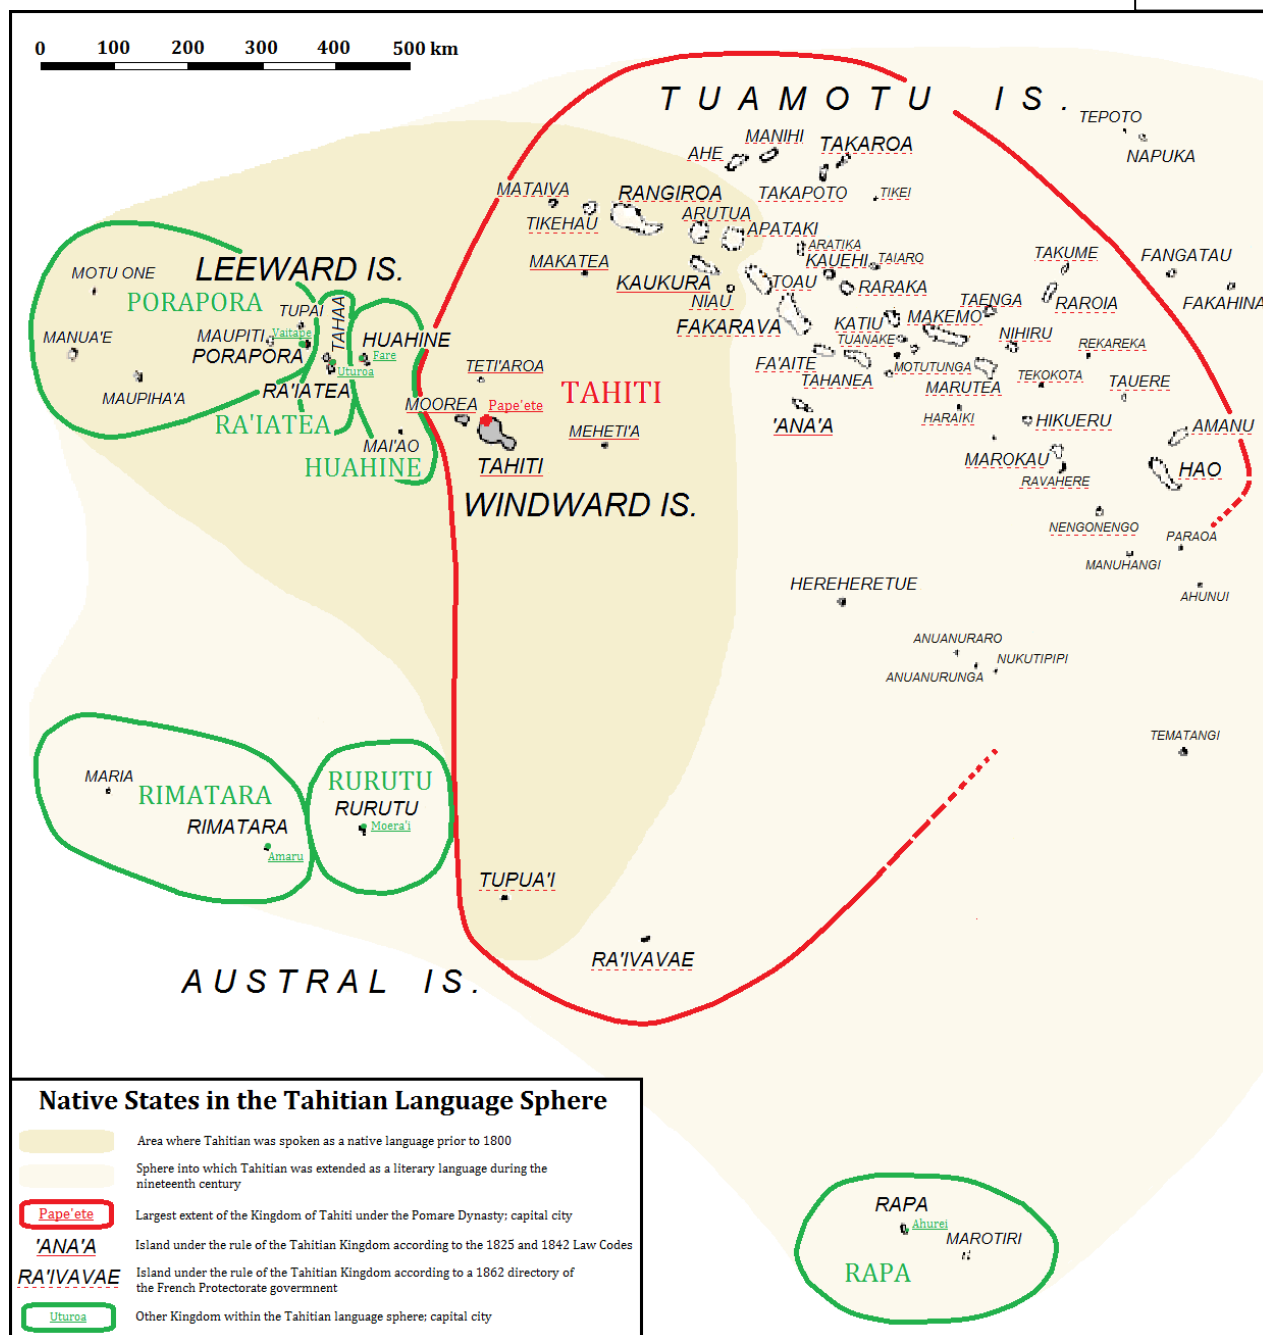 0 100 200 300 400 500 km
TUAMOTU IS.
TEPOTO
NAPUKA
MANIHI
AHE
TAKAROA
TAKAPOTO
TIKEI
MATAIVA
RANGIROA
TIKEHAU
ARUTUA
APATAKI
ARATIKA
KAUEHI
TAIARO
MAKATEA
KAUKURA
TOAU
RARAKA
NIAU
TAKUME
FANGATAU
RAROIA
FAKAHINA
TAENGA
FAKARAVA
KATIU
MAKEMO
NIHIRU
TUANAKE
REKAREKA
FA'AITE
TAHANEA
MOTUTUNGA
MARUTEA
TEKOKOTA
TAUERE
'ANA'A
HARAIKI
HIKUERU
AMANU
MAROKAU
RAVAHERE
HAO
NENGONENGO
PARAOA
MANUHANGI
AHUNUI
LEEWARD IS.
MOTU ONE
PORAPORA
TUPAI
TAHAA
MANUA'E
MAUPITI
Vaitape
PORAPORA
HUAHINE
Fare
Uturoa
MAUPIHA'A
RA'IATEA
RA'IATEA
MAI'AO
HUAHINE
TETI'AROA
TAHITI
MOOREA
Pape'ete
MEHETI'A
TAHITI
WINDWARD IS.
HEREHERETUE
ANUANURARO
NUKUTIPIPI
ANUANURUNGA
TEMATANGI
MARIA
RIMATARA
RIMATARA
Amaru
RURUTU
RURUTU
Moera'i
TUPUA'I
RA'IVAVAE
AUSTRAL IS.
RAPA
Ahurei
MAROTIRI
RAPA
Native States in the Tahitian Language Sphere
Area where Tahitian was spoken as a native language prior to 1800
Sphere into which Tahitian was extended as a literary language during the
nineteenth century
Pape'ete Largest extent of the Kingdom of Tahiti under the Pomare Dynasty; capital city
'ANA'A Island under the rule of the Tahitian Kingdom according to the 1825 and 1842 Law Codes
RA'IVAVAE Island under the rule of the Tahitian Kingdom according to a 1862 directory of
the French Protectorate government
Uturoa Other Kingdom within the Tahitian language sphere; capital city